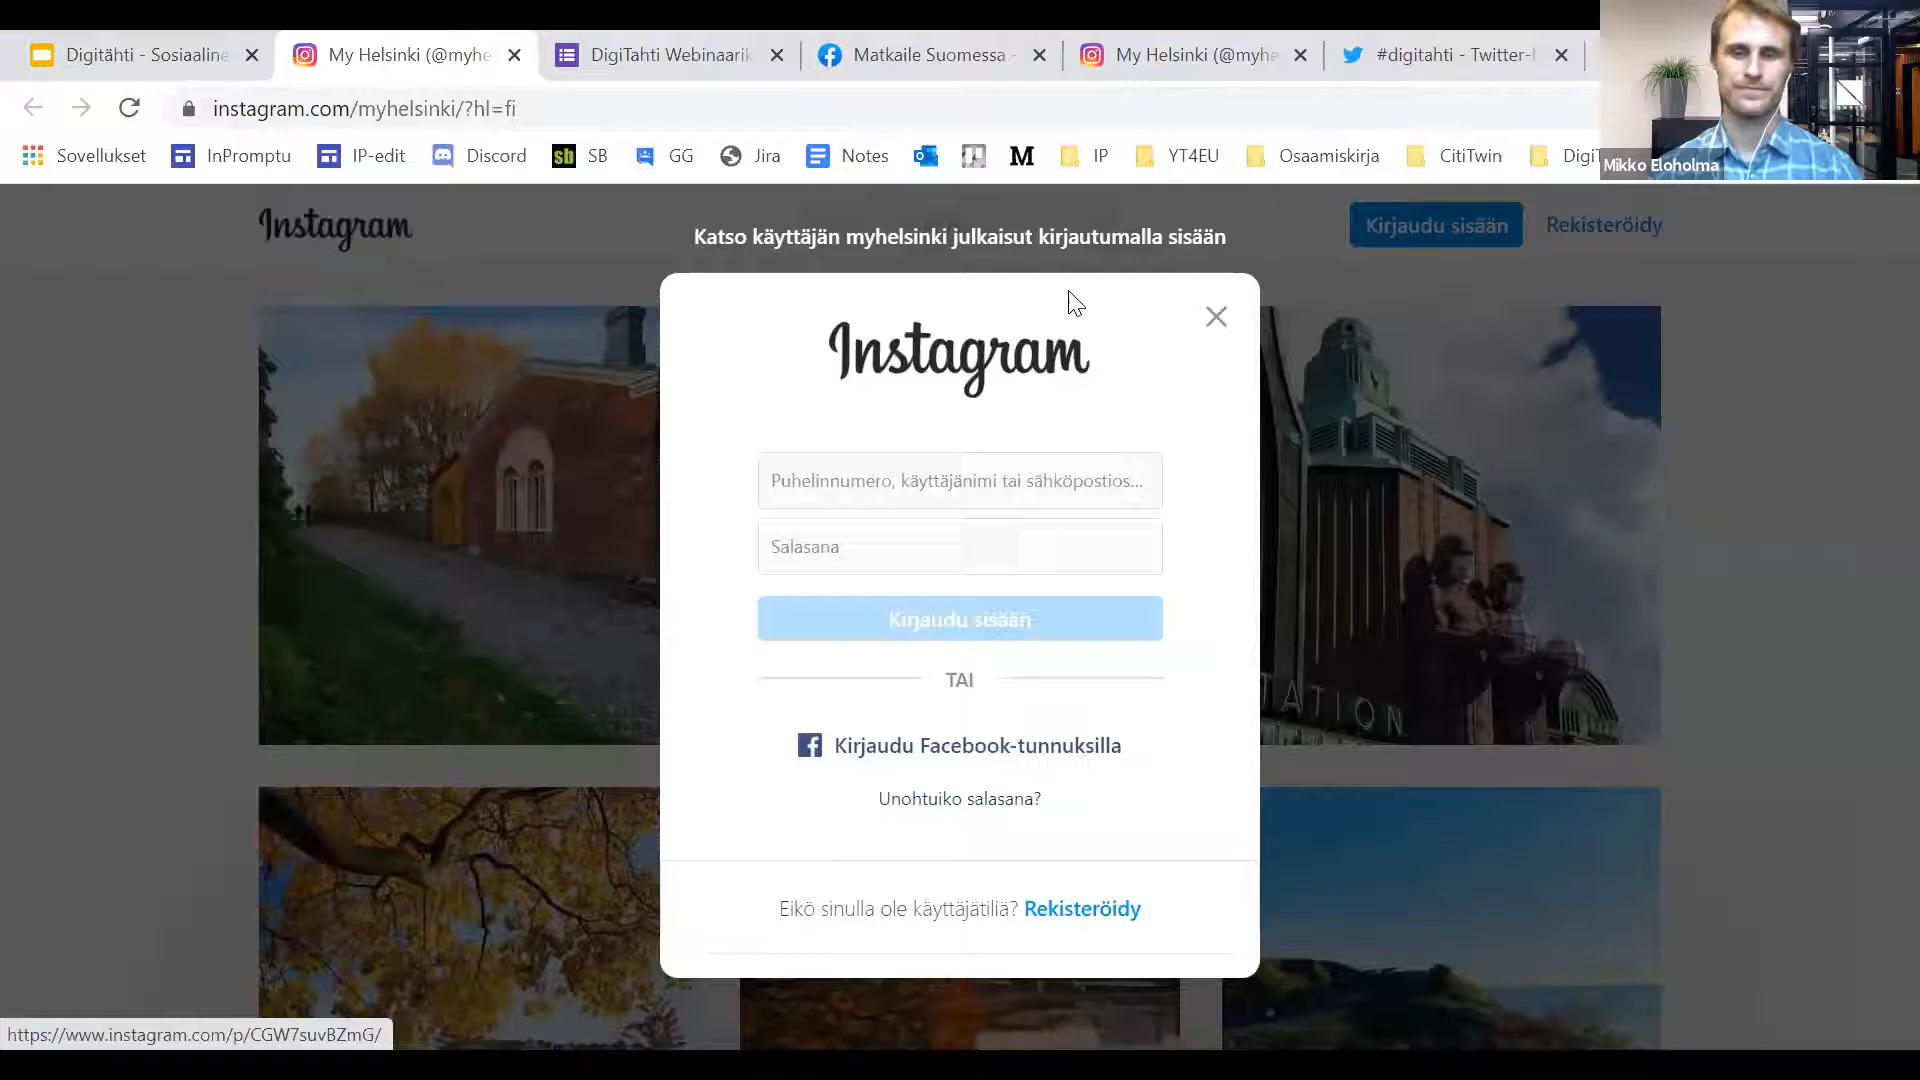 Digitähti - Sosiaaline
My Helsinki (@myhe
DigiTahti Webinaarik
Matkaile Suomessa -
My Helsinki (@myhe
#digitahti - Twitter-
instagram.com/myhelsinki/?hl=fi
Sovellukset
InPromptu
IP-edit
Discord
sb SB
GG
Jira
Notes
M
IP
YT4EU
Osaamiskirja
CitiTwin
Digi
Mikko Eloholma
Instagram
Katso käyttäjän myhelsinki julkaisut kirjautumalla sisään
Kirjaudu sisään
Rekisteröidy
Instagram
Puhelinnumero, käyttäjänimi tai sähköpostios...
Salasana
Kirjaudu sisään
TAI
Kirjaudu Facebook-tunnuksilla
Unohtuiko salasana?
Eikö sinulla ole käyttäjätiliä? Rekisteröidy
TATION
https://www.instagram.com/p/CGW7suvBZmG/